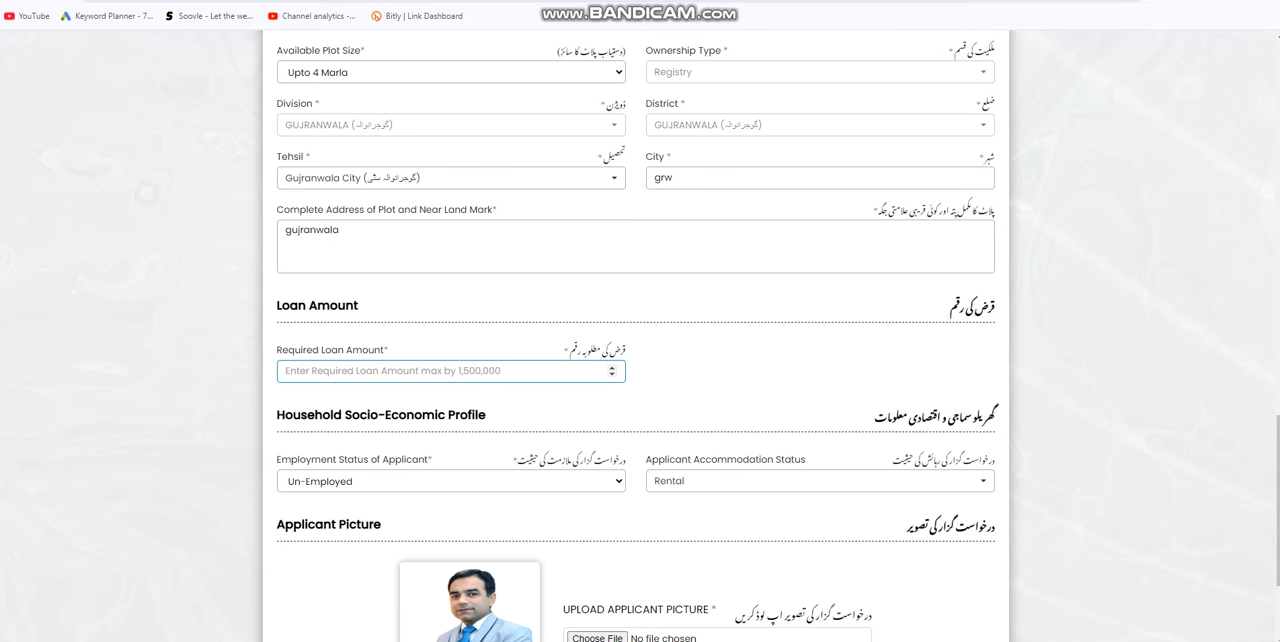 YouTube Keyword Planner - 7... Soovle - Let the we... Channel analytics -... Bitly | Link Dashboard
www.BANDICAM.com
Available Plot Size* (دستیاب پلاٹ کا سائز) Ownership Type * ملکیت کی قسم *
Upto 4 Marla Registry
Division * ڈویژن * District * ضلع *
GUJRANWALA (گوجرانوالہ) GUJRANWALA (گوجرانوالہ)
Tehsil * تحصیل * City * شہر *
Gujranwala City (گوجرانوالہ سٹی) grw
Complete Address of Plot and Near Land Mark* پلاٹ کا مکمل پتہ اور کوئی قریبی علامتی جگہ *
gujranwala
Loan Amount قرض کی رقم
Required Loan Amount* قرض کی مطلوبہ رقم *
Enter Required Loan Amount max by 1,500,000
Household Socio-Economic Profile گھریلو سماجی و اقتصادی معلومات
Employment Status of Applicant* درخواست گزار کی ملازمت کی حیثیت * Applicant Accommodation Status درخواست گزار کی رہائش کی حیثیت
Un-Employed Rental
Applicant Picture درخواست گزار کی تصویر
UPLOAD APPLICANT PICTURE * درخواست گزار کی تصویر اپ لوڈ کریں
Choose File No file chosen